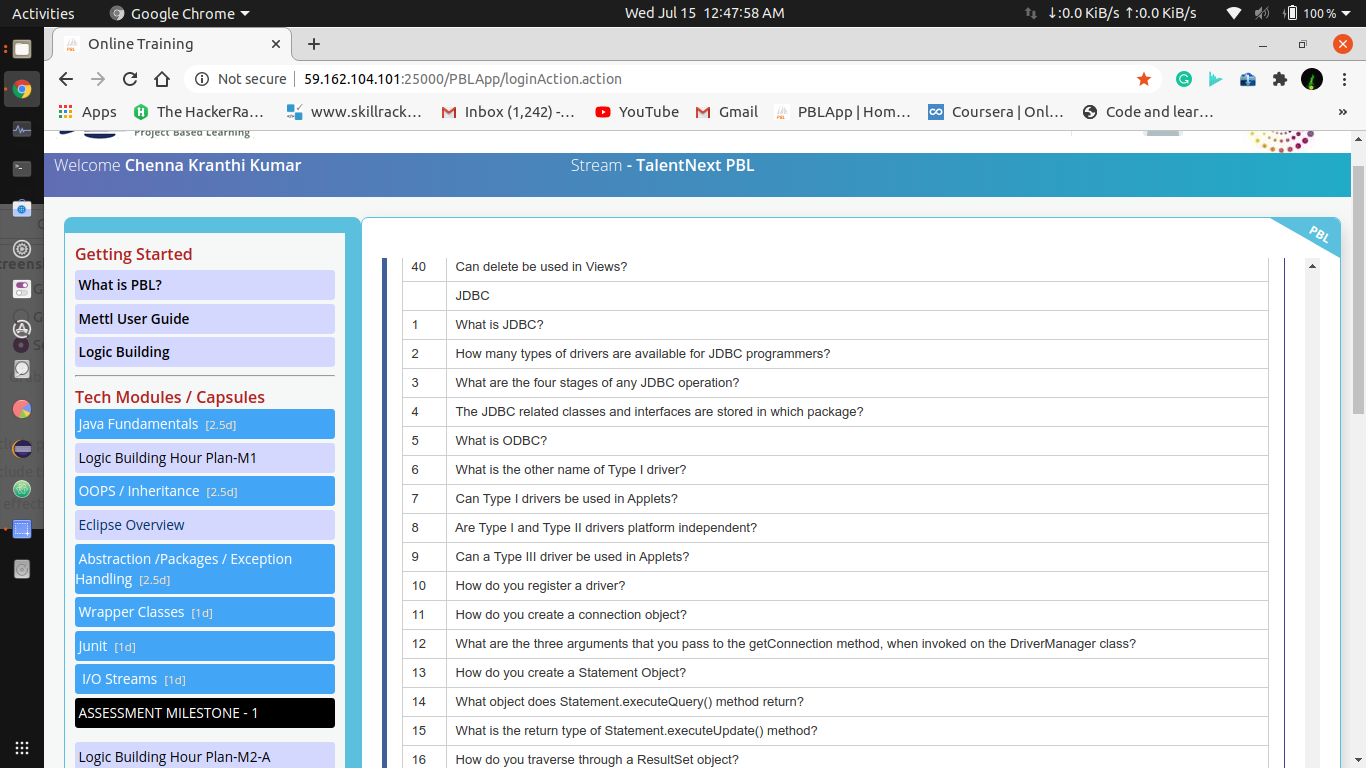 Activities
Google Chrome
Wed Jul 15 12:47:58 AM
↓:0.0 KiB/s ↑:0.0 KiB/s
100 %
Online Training
Not secure
59.162.104.101:25000/PBLApp/loginAction.action
Apps
The HackerRa...
www.skillrack...
Inbox (1,242) -...
YouTube
Gmail
PBLApp | Hom...
Coursera | Onl...
Code and lear...
»
Project Based Learning
Welcome Chenna Kranthi Kumar
Stream - TalentNext PBL
PBL
Getting Started
What is PBL?
Mettl User Guide
Logic Building
Tech Modules / Capsules
Java Fundamentals [2.5d]
Logic Building Hour Plan-M1
OOPS / Inheritance [2.5d]
Eclipse Overview
Abstraction /Packages / Exception
Handling [2.5d]
Wrapper Classes [1d]
Junit [1d]
I/O Streams [1d]
ASSESSMENT MILESTONE - 1
Logic Building Hour Plan-M2-A
40 Can delete be used in Views?
JDBC
1 What is JDBC?
2 How many types of drivers are available for JDBC programmers?
3 What are the four stages of any JDBC operation?
4 The JDBC related classes and interfaces are stored in which package?
5 What is ODBC?
6 What is the other name of Type I driver?
7 Can Type I drivers be used in Applets?
8 Are Type I and Type II drivers platform independent?
9 Can a Type III driver be used in Applets?
10 How do you register a driver?
11 How do you create a connection object?
12 What are the three arguments that you pass to the getConnection method, when invoked on the DriverManager class?
13 How do you create a Statement Object?
14 What object does Statement.executeQuery() method return?
15 What is the return type of Statement.executeUpdate() method?
16 How do you traverse through a ResultSet object?